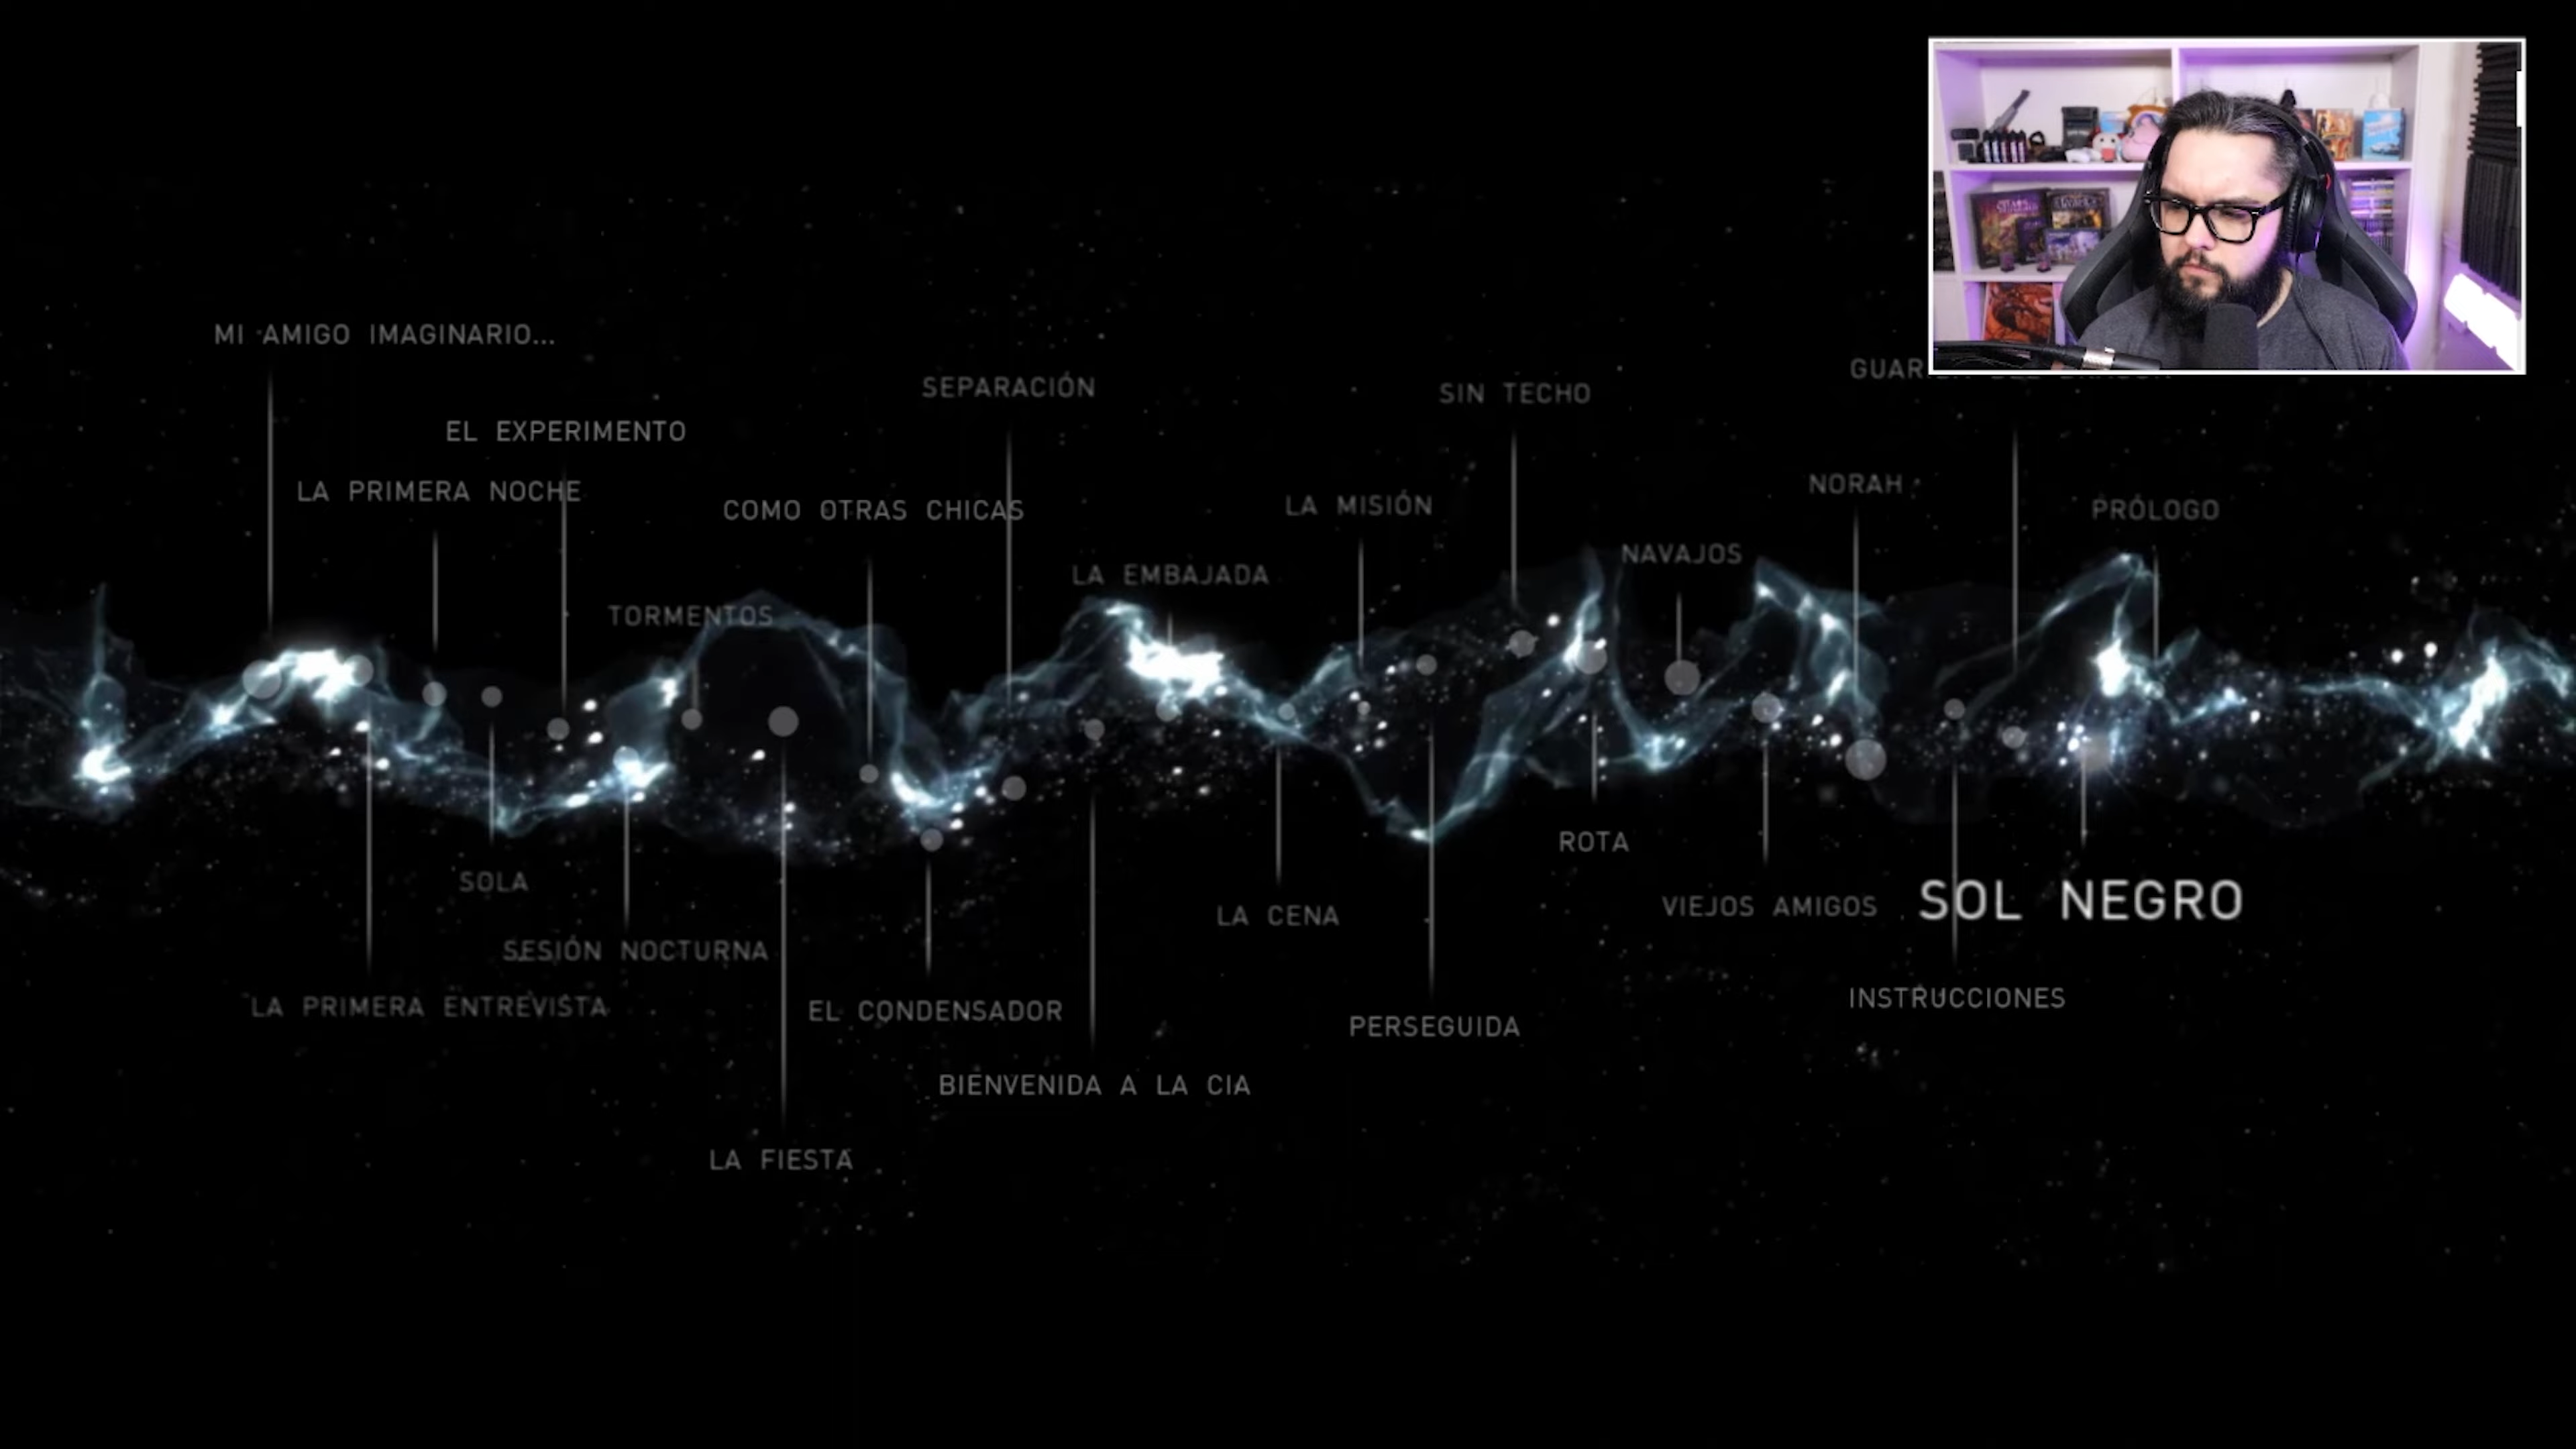 MI AMIGO IMAGINARIO...
SEPARACIÓN
SIN TECHO
EL EXPERIMENTO
LA PRIMERA NOCHE
COMO OTRAS CHICAS
LA MISIÓN
NORAH
PRÓLOGO
NAVAJOS
LA EMBAJADA
TORMENTOS
ROTA
SOLA
SOL NEGRO
VIEJOS AMIGOS
LA CENA
SESIÓN NOCTURNA
INSTRUCCIONES
LA PRIMERA ENTREVISTA
EL CONDENSADOR
PERSEGUIDA
BIENVENIDA A LA CIA
LA FIESTA